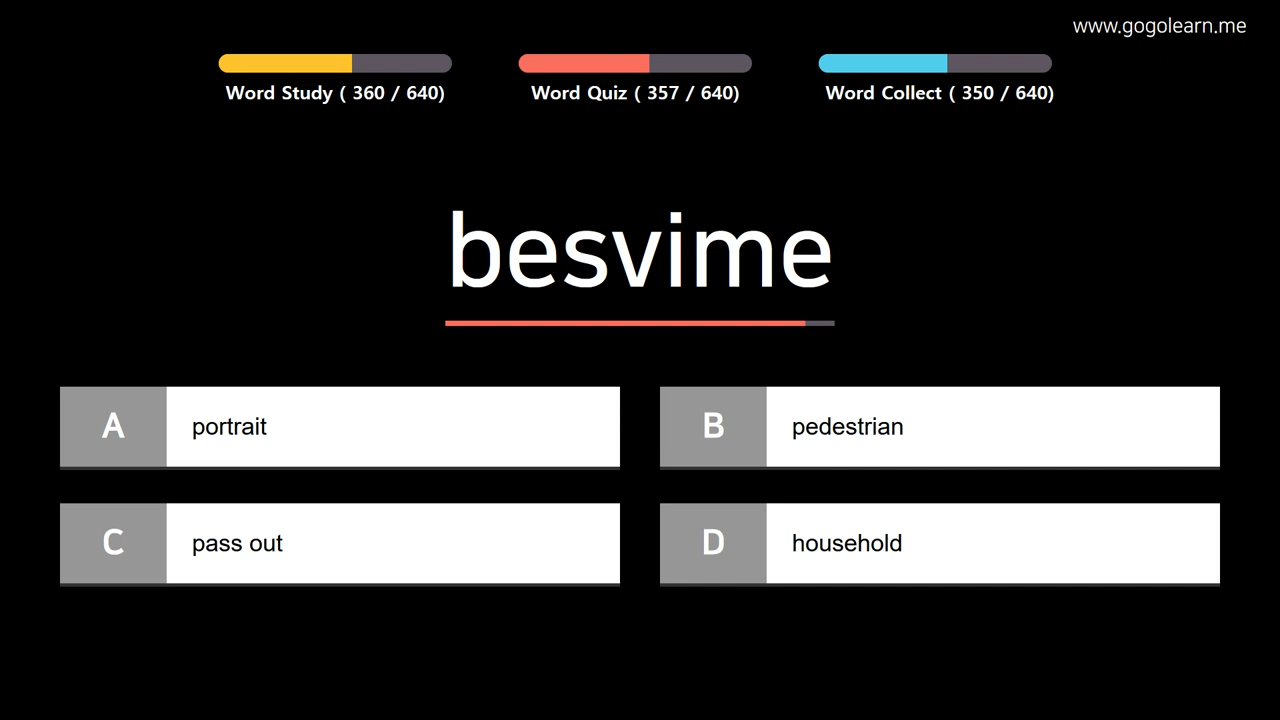 www.gogolearn.me
Word Study ( 360 / 640)
Word Quiz ( 357 / 640)
Word Collect ( 350 / 640)
besvime
A portrait
B pedestrian
C pass out
D household